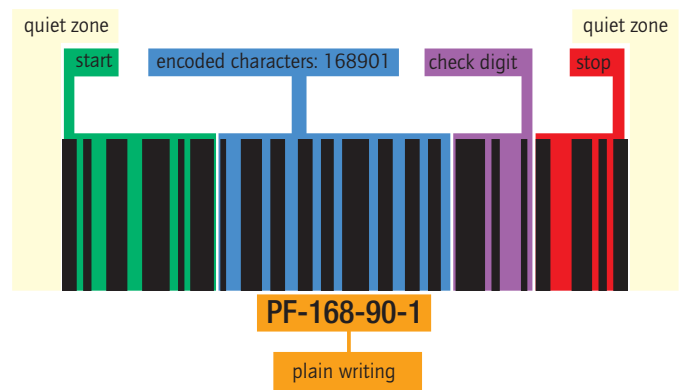 quiet zone
quiet zone
start
encoded characters: 168901
check digit
stop
PF-168-90-1
plain writing